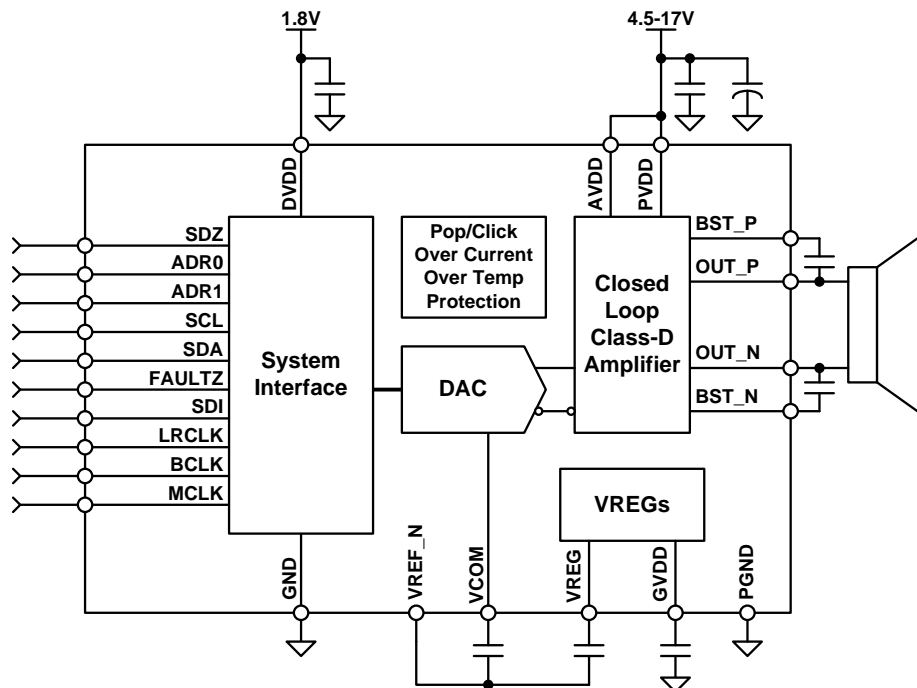 1.8V
4.5-17V
DVDD
AVDD
PVDD
SDZ
ADR0
ADR1
SCL
SDA
FAULTZ
SDI
LRCLK
BCLK
MCLK
System
Interface
Pop/Click
Over Current
Over Temp
Protection
DAC
Closed
Loop
Class-D
Amplifier
BST_P
OUT_P
OUT_N
BST_N
VREGs
GND
VREF_N
VCOM
VREG
GVDD
PGND